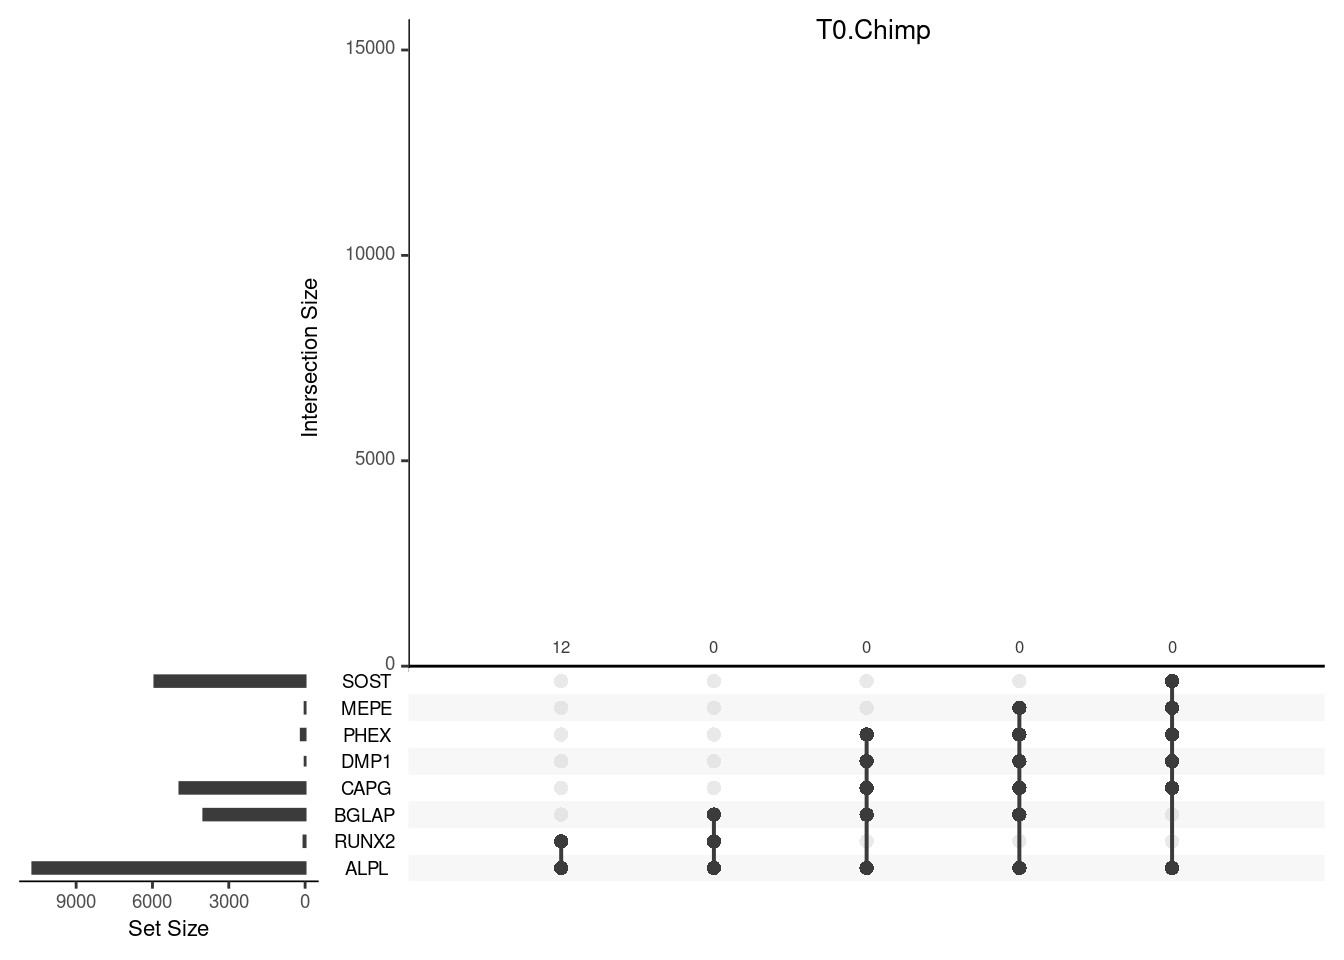 T0.Chimp
15000
10000
5000
0
Intersection Size
12 0 0 0 0
SOST
MEPE
PHEX
DMP1
CAPG
BGLAP
RUNX2
ALPL
9000 6000 3000 0
Set Size